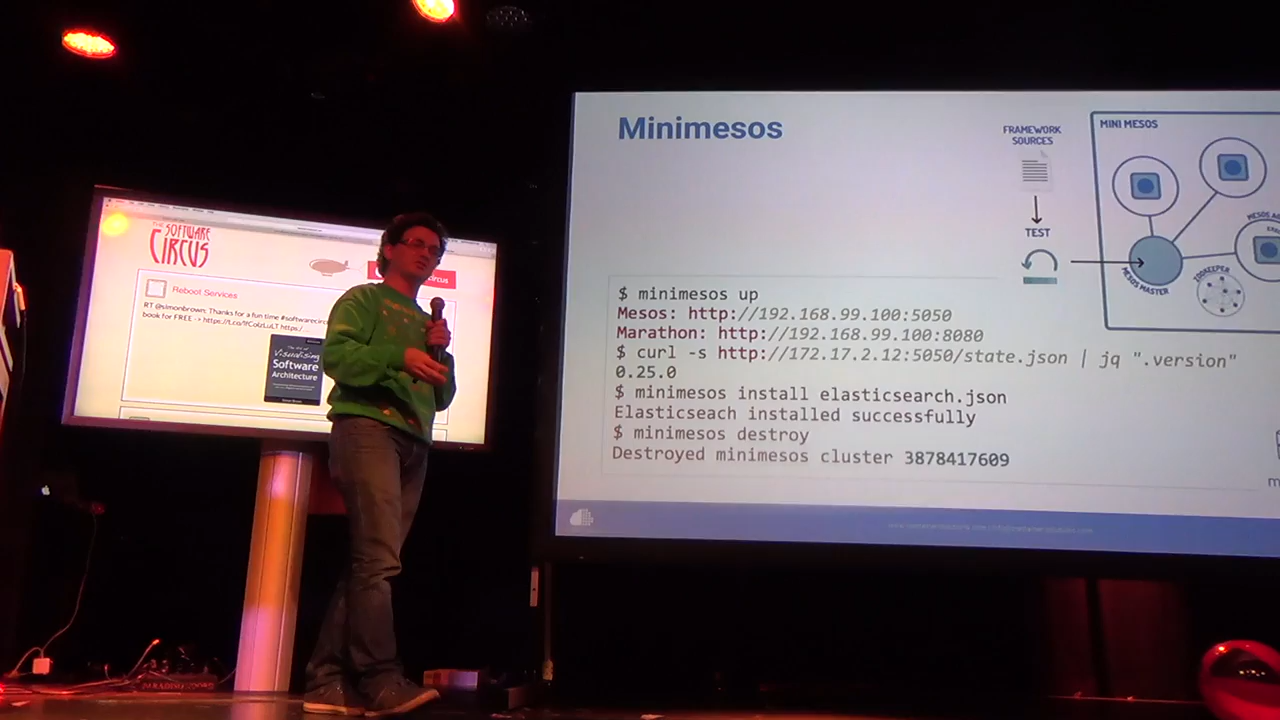 THE SOFTWARE
CIRCUS
Reboot Services
RT @simonbrown: Thanks for a fun time
book for FREE -> https://t.co/
Visualising
Software
Architecture
Minimesos
FRAMEWORK
SOURCES
TEST
MINI MESOS
MESOS MASTER
ZOOKEEPER
$ minimesos up
Mesos: http://192.168.99.100:5050
Marathon: http://192.168.99.100:8080
$ curl -s http://172.17.2.12:5050/state.json | jq ".version"
0.25.0
$ minimesos install elasticsearch.json
Elasticseach installed successfully
$ minimesos destroy
Destroyed minimesos cluster 3878417609